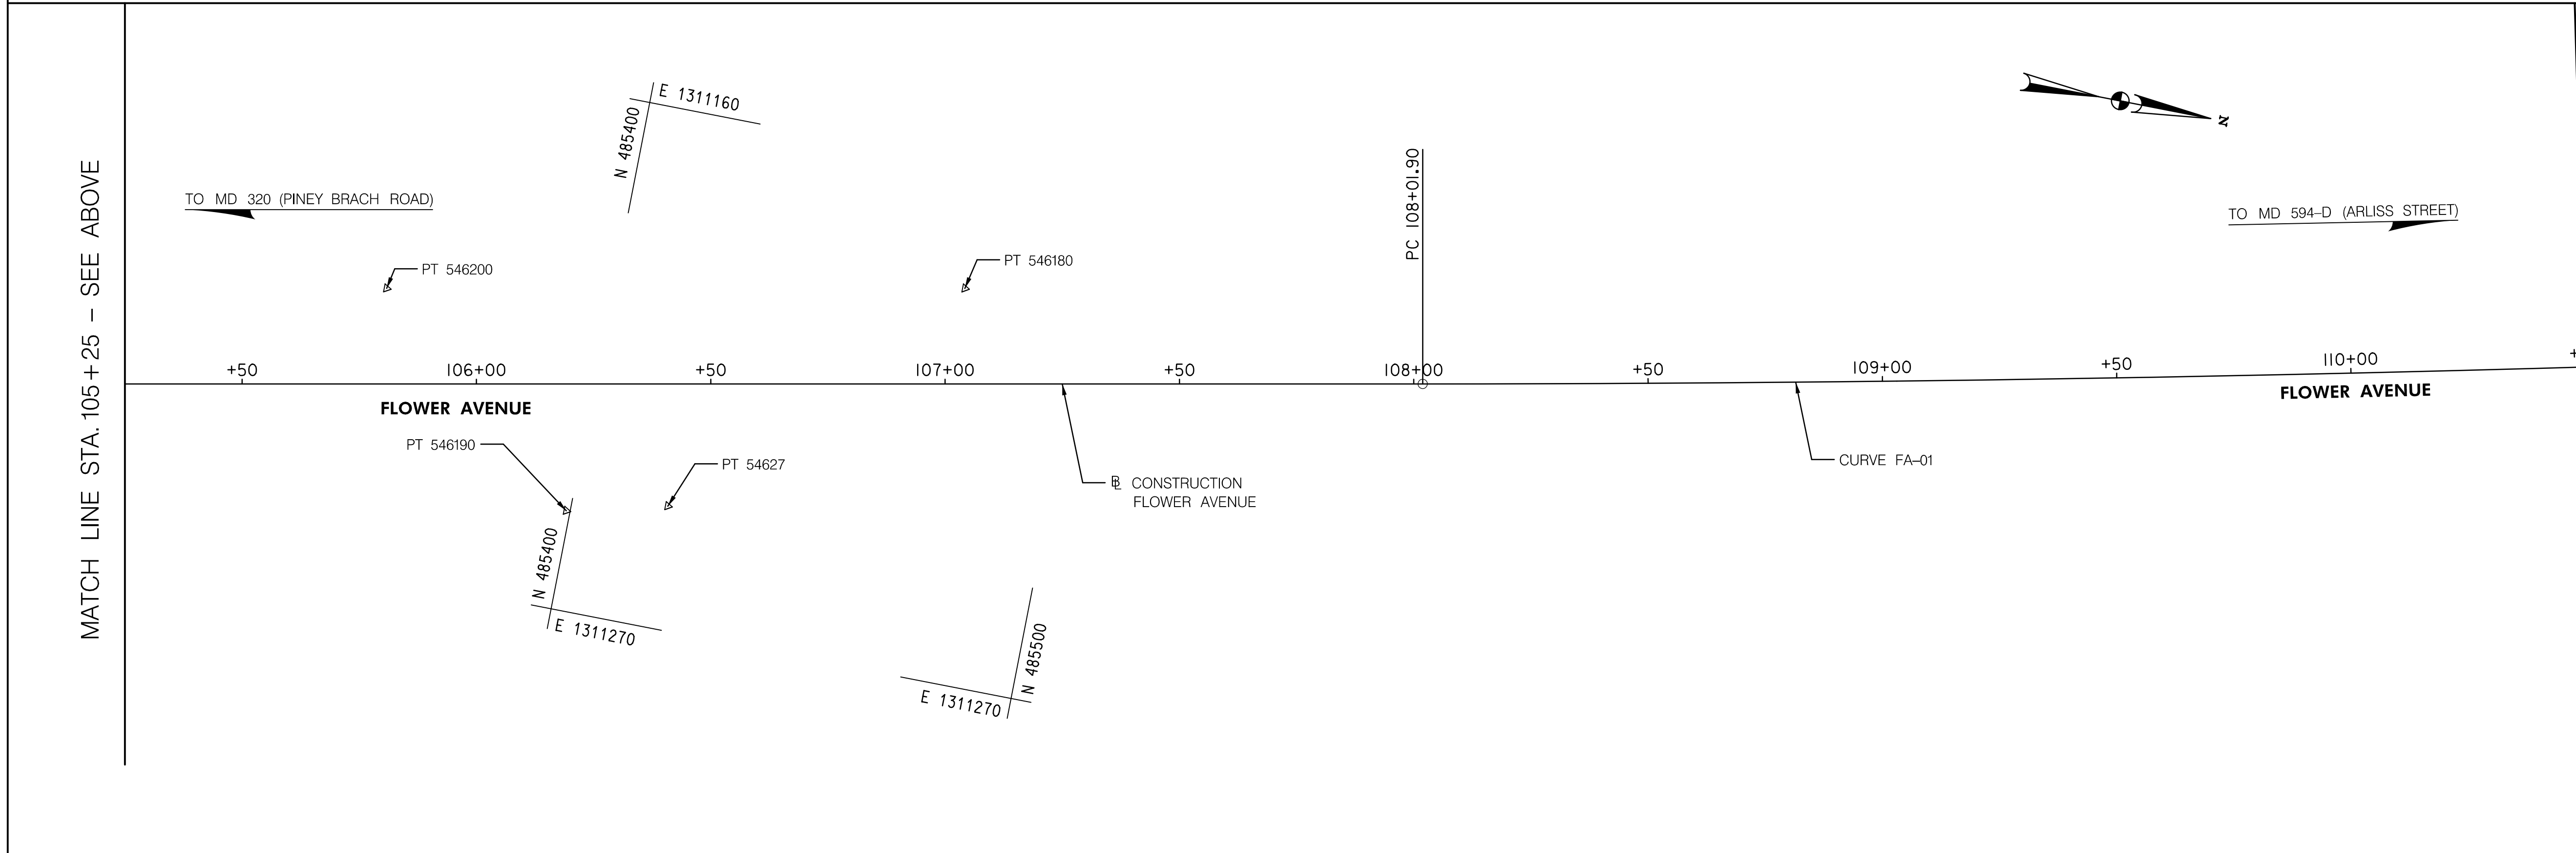 MATCH LINE STA. 105+25 - SEE ABOVE
E 1311160
N 485400
N
TO MD 320 (PINEY BRACH ROAD)
TO MD 594-D (ARLISS STREET)
PC 108+01.90
PT 546200
PT 546180
+50
106+00
+50
107+00
+50
108+00
+50
109+00
+50
110+00
FLOWER AVENUE
FLOWER AVENUE
PT 546190
PT 54627
BL CONSTRUCTION
FLOWER AVENUE
CURVE FA-01
N 485400
E 1311270
N 485500
E 1311270